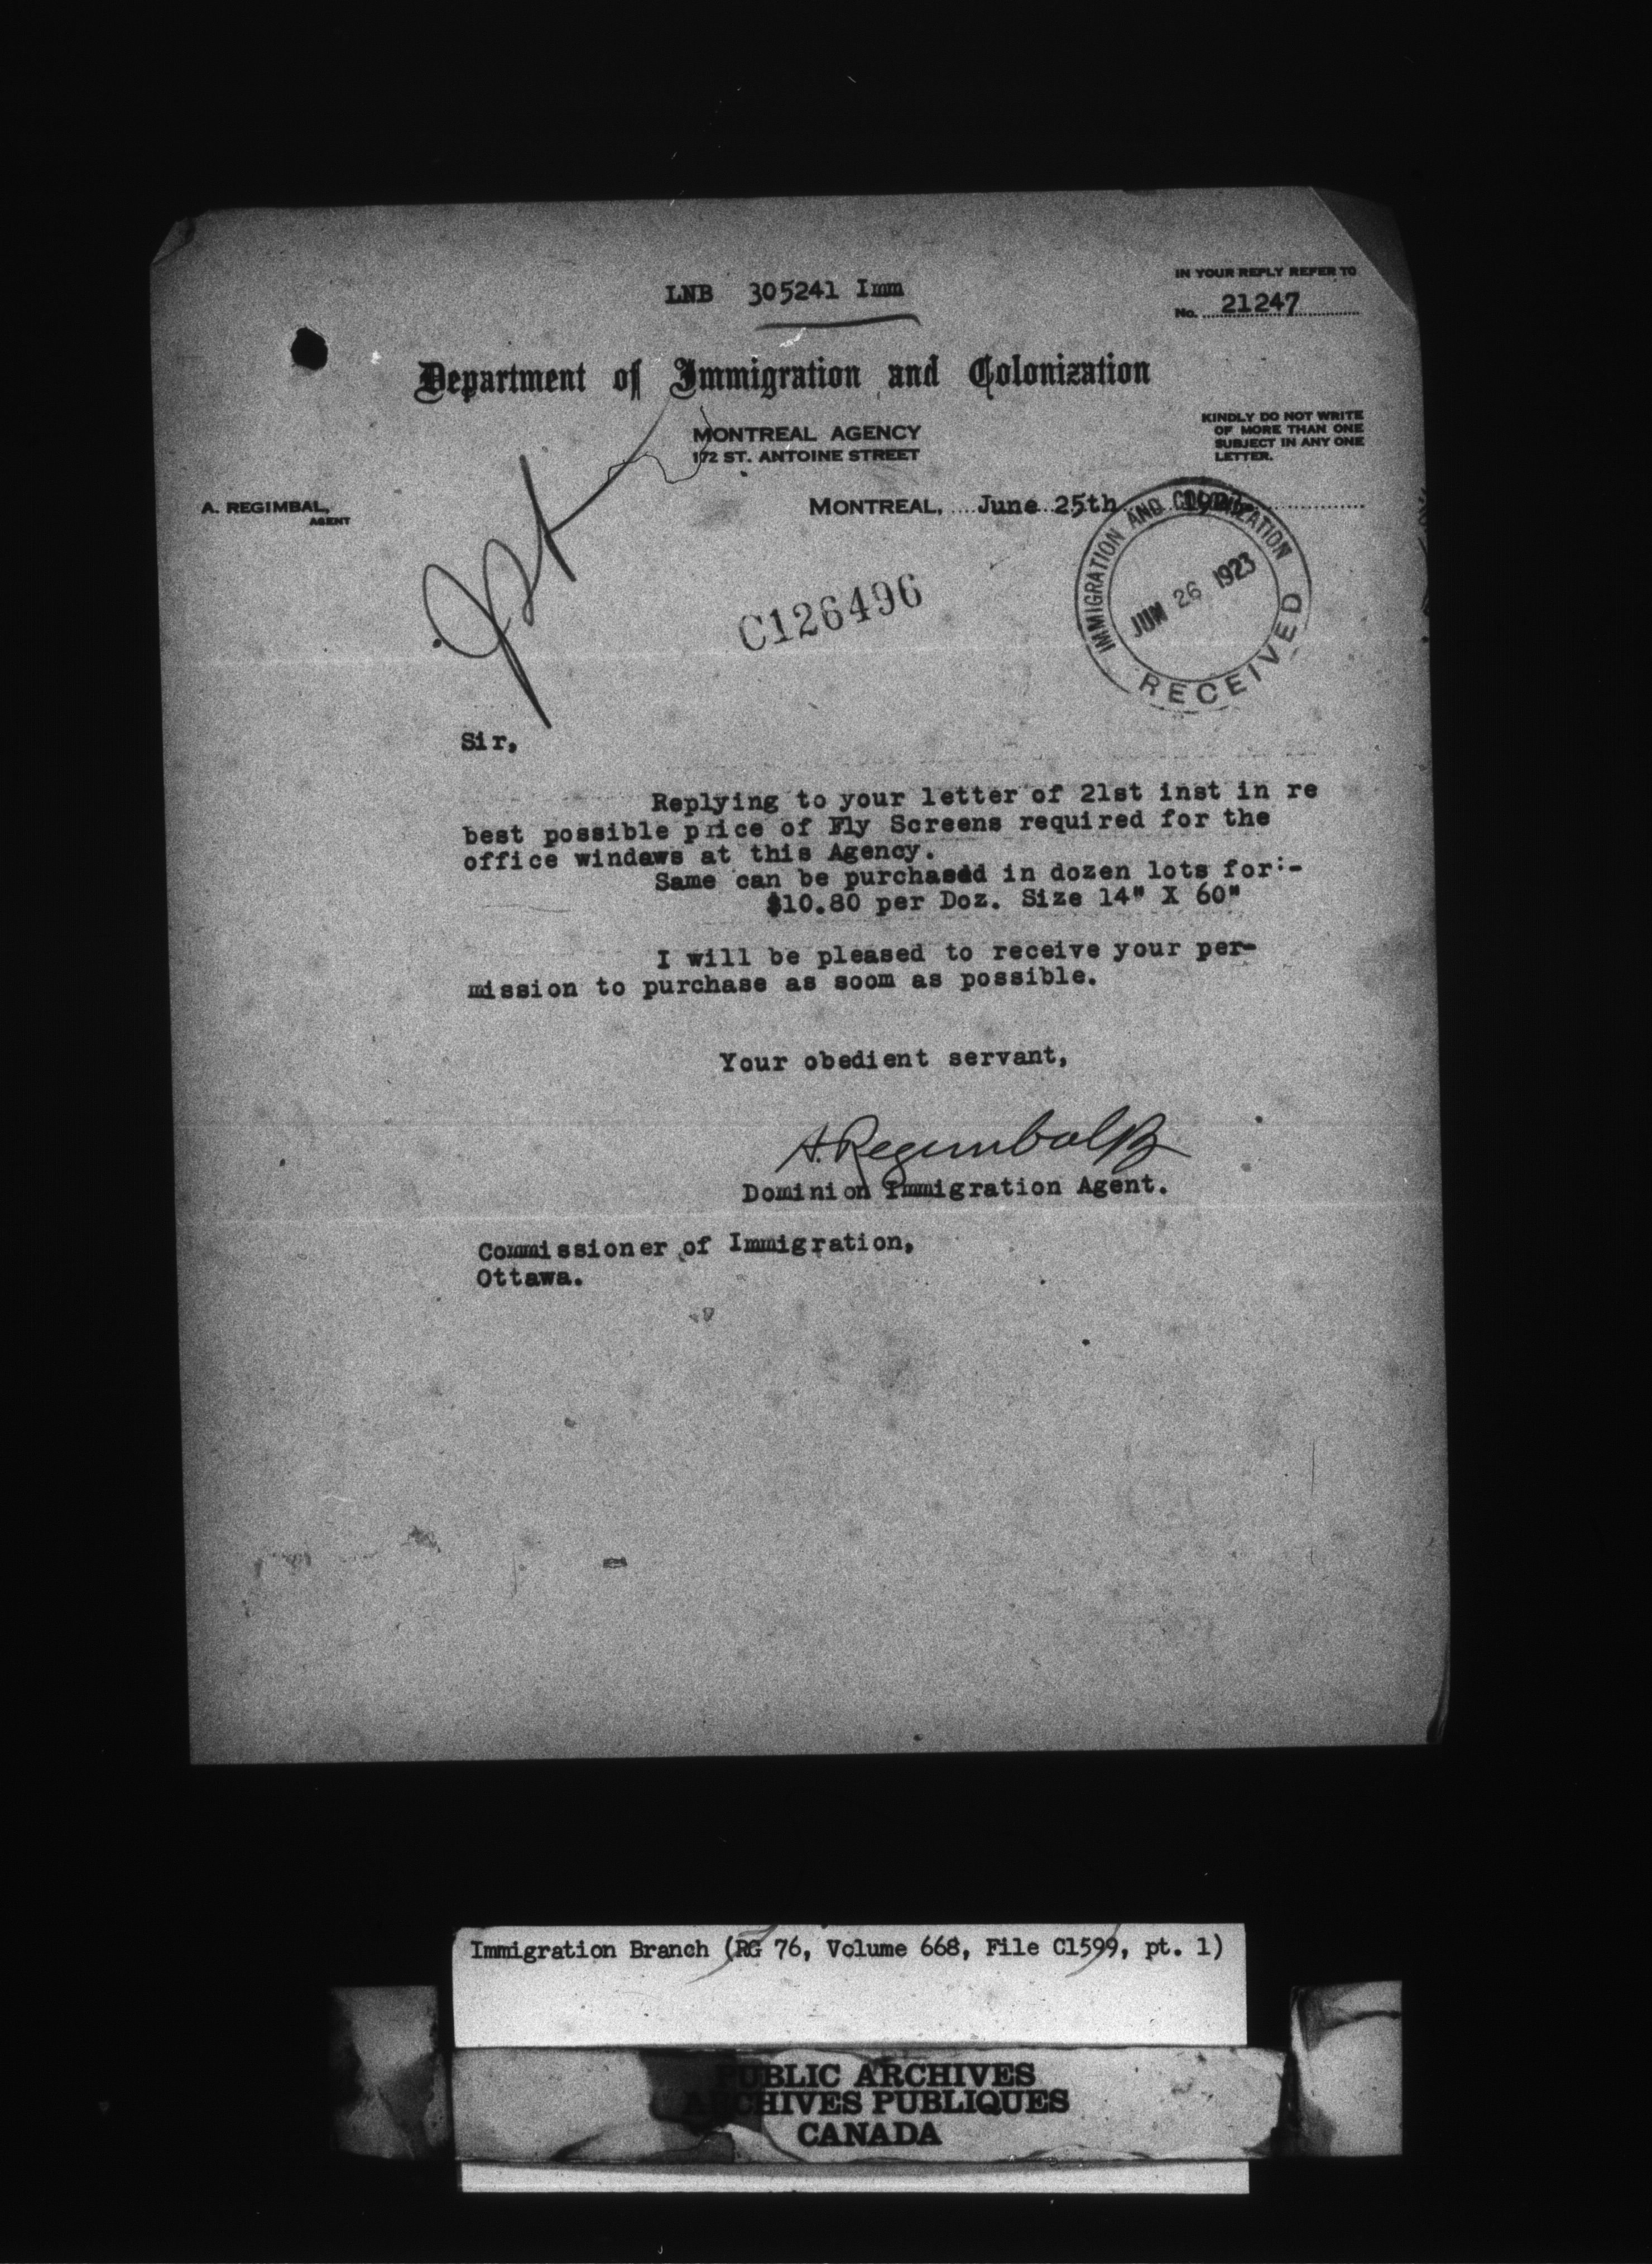 LNB 305241 Imm
IN YOUR REPLY REFER TO
No. 21247
Department of Immigration and Colonization
MONTREAL AGENCY
172 ST. ANTOINE STREET
KINDLY DO NOT WRITE
OF MORE THAN ONE
SUBJECT IN ANY ONE
LETTER.
A. REGIMBAL,
AGENT
MONTREAL, June 25th
IMMIGRATION AND COLONIZATION
JUN 26 1923
RECEIVED
C126496
Sir,
Replying to your letter of 21st inst in re
best possible price of Fly Screens required for the
office windews at this Agency.
Same can be purchased in dozen lots for:-
$10.80 per Doz. Size 14" X 60"
I will be pleased to receive your per-
mission to purchase as soom as possible.
Your obedient servant,
A. Regimbal
Dominion Immigration Agent.
Commissioner of Immigration,
Ottawa.
Immigration Branch (RG 76, Volume 668, File C1599, pt. 1)
PUBLIC ARCHIVES
ARCHIVES PUBLIQUES
CANADA